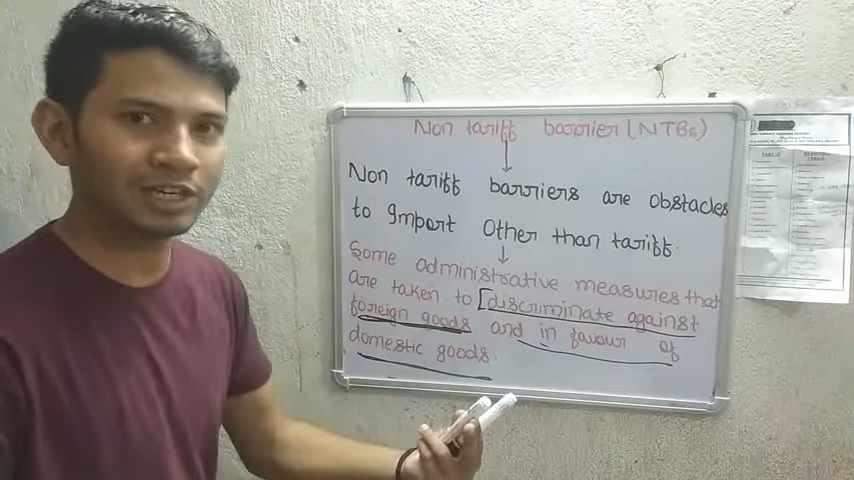 Non tariff barrier (NTBs)
Non tariff barriers are obstacles
to Import Other than tariff.
Some administrative measures that
are taken to [discriminate against
foreign goods and in favour of
domestic goods.